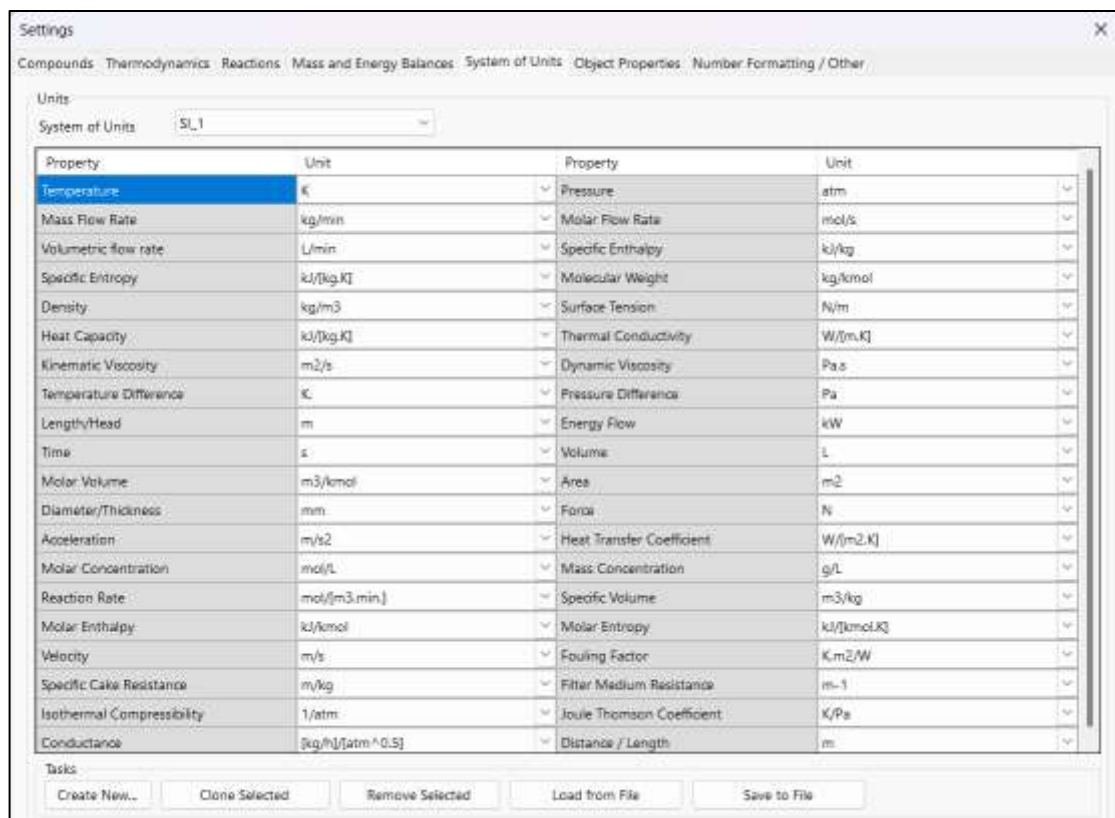 Settings
Compounds Thermodynamics Reactions Mass and Energy Balances System of Units Object Properties Number Formatting / Other
Units
System of Units SI_1
Property Unit Property Unit
Temperature K Pressure atm
Mass Flow Rate kg/min Molar Flow Rate mol/s
Volumetric flow rate L/min Specific Enthalpy kJ/kg
Specific Entropy kJ/[kg.K] Molecular Weight kg/kmol
Density kg/m3 Surface Tension N/m
Heat Capacity kJ/[kg.K] Thermal Conductivity W/[m.K]
Kinematic Viscosity m2/s Dynamic Viscosity Pa.s
Temperature Difference K. Pressure Difference Pa
Length/Head m Energy Flow kW
Time s Volume L
Molar Volume m3/kmol Area m2
Diameter/Thickness mm Force N
Acceleration m/s2 Heat Transfer Coefficient W/[m2.K]
Molar Concentration mol/L Mass Concentration g/L
Reaction Rate mol/[m3.min.] Specific Volume m3/kg
Molar Enthalpy kJ/kmol Molar Entropy kJ/[kmol.K]
Velocity m/s Fouling Factor K.m2/W
Specific Cake Resistance m/kg Filter Medium Resistance m-1
Isothermal Compressibility 1/atm Joule Thomson Coefficient K/Pa
Conductance [kg/h]/[atm^0.5] Distance / Length m
Tasks
Create New... Clone Selected Remove Selected Load from File Save to File